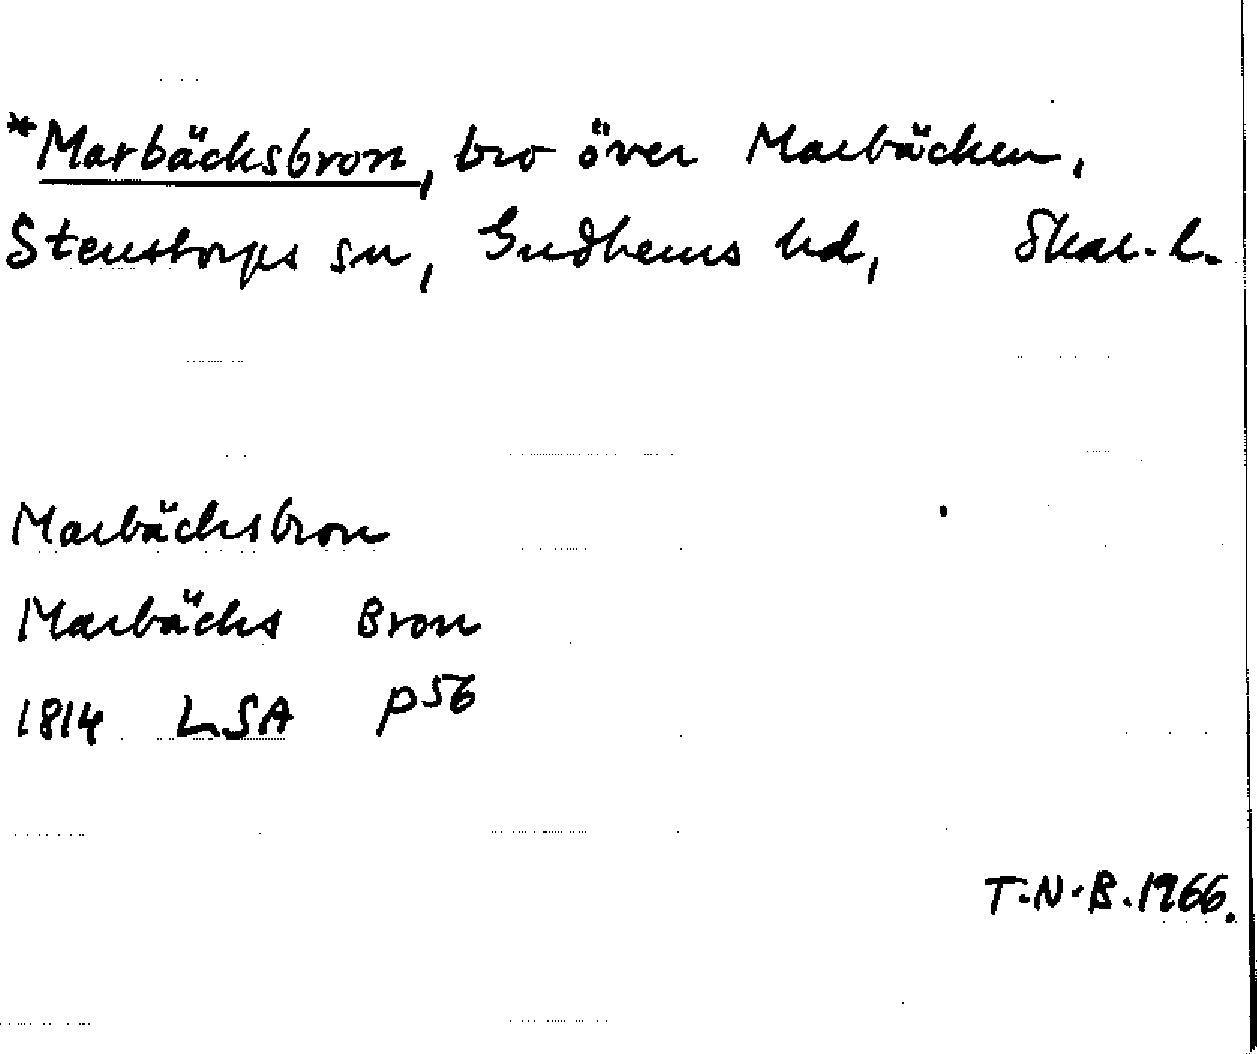 *Marbäcksbron, bro över Marbäcken,
Stenstorps sn, Gudhems hd, Skar. l.
Marbäcksbron
Marbäcks Bron
1814 LSA p56
T.N.B. 1966.